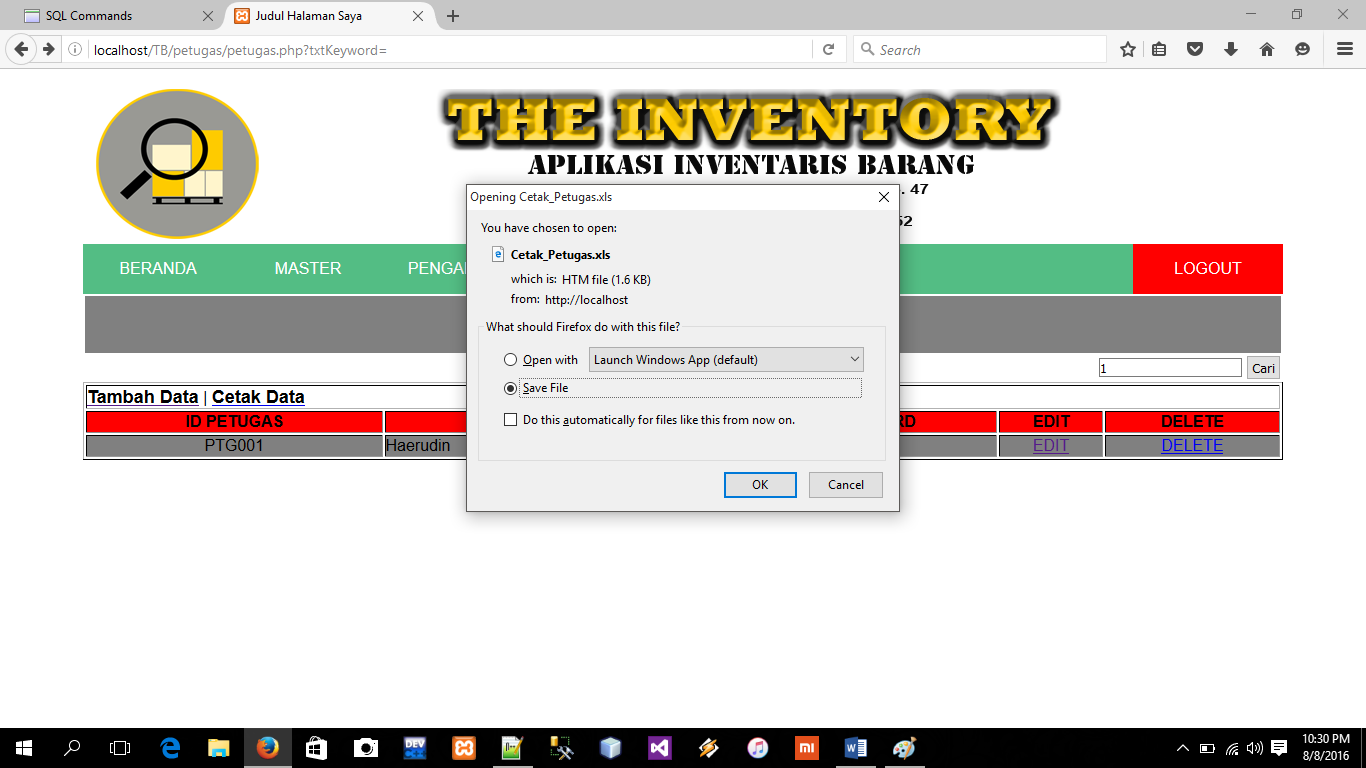 SQL Commands
Judul Halaman Saya
localhost/TB/petugas/petugas.php?txtKeyword=
Search
THE INVENTORY
APLIKASI INVENTARIS BARANG
. 47
52
BERANDA MASTER PENGA LOGOUT
Opening Cetak_Petugas.xls
You have chosen to open:
Cetak_Petugas.xls
which is: HTM file (1.6 KB)
from: http://localhost
What should Firefox do with this file?
Open with Launch Windows App (default)
Save File
Do this automatically for files like this from now on.
OK Cancel
1 Cari
Tambah Data | Cetak Data
ID PETUGAS RD EDIT DELETE
PTG001 Haerudin EDIT DELETE
DEV
mi
10:30 PM
8/8/2016